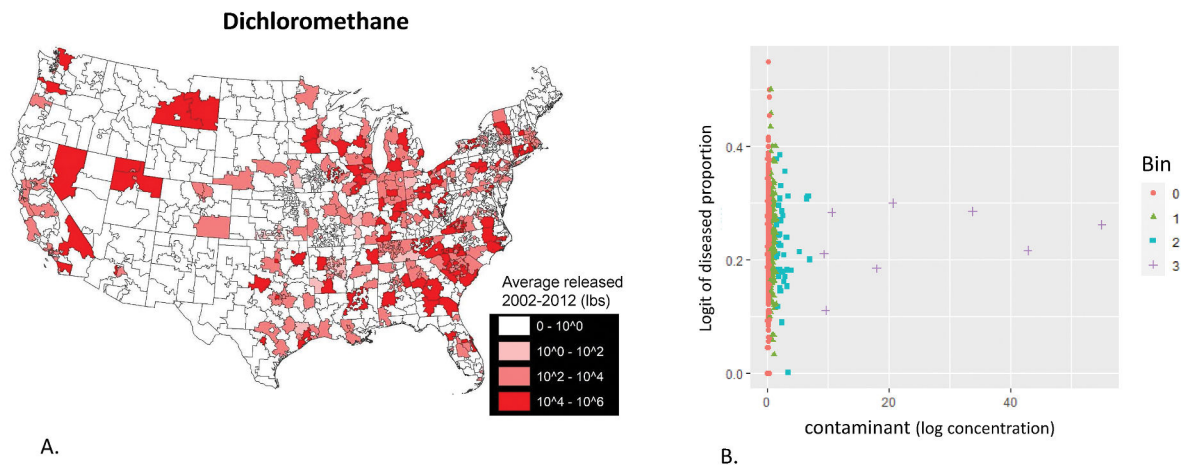 Dichloromethane
Average released
2002-2012 (lbs)
0 - 10^0
10^0 - 10^2
10^2 - 10^4
10^4 - 10^6
A.
Logit of diseased proportion
0.4
0.2
0.0
0
20
40
contaminant (log concentration)
Bin
0
1
2
3
B.